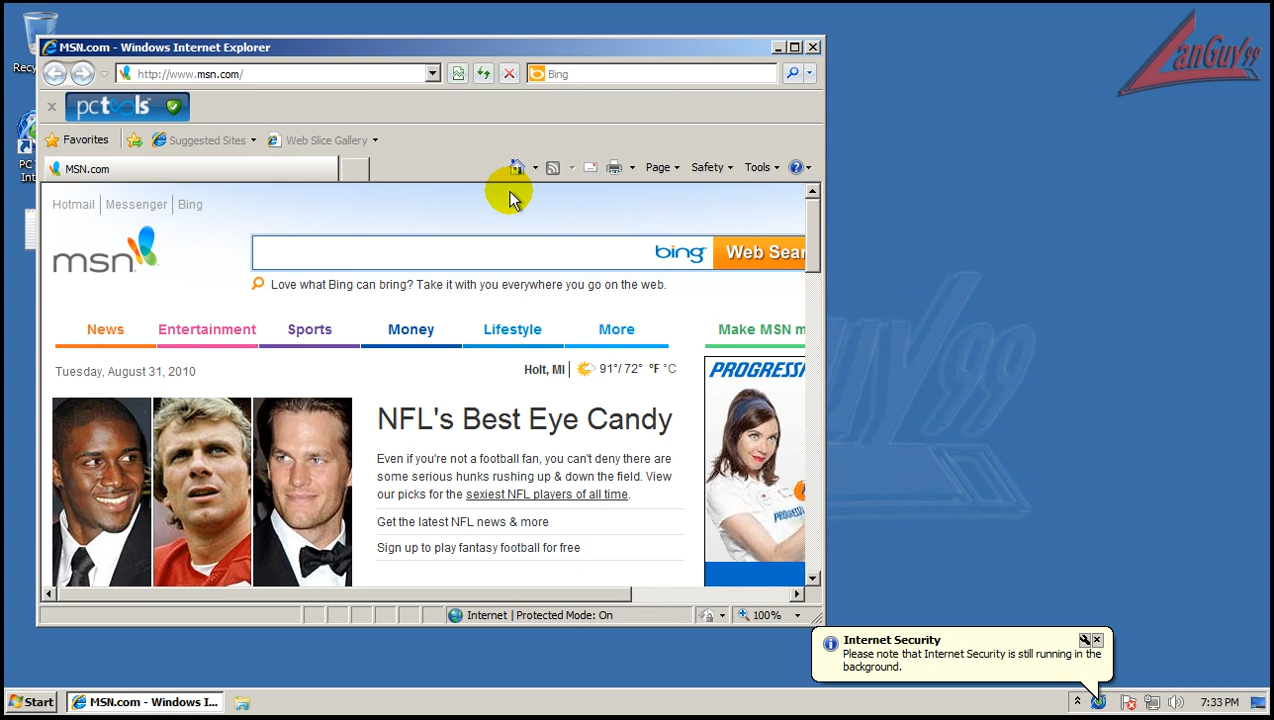 Recy
MSN.com - Windows Internet Explorer
http://www.msn.com/
Bing
pctools
Favorites
Suggested Sites
Web Slice Gallery
MSN.com
Page
Safety
Tools
PC
Int
Hotmail
Messenger
Bing
msn
bing
Web Sear
Love what Bing can bring? Take it with you everywhere you go on the web.
News
Entertainment
Sports
Money
Lifestyle
More
Make MSN m
Tuesday, August 31, 2010
Holt, MI
91°/ 72° °F °C
PROGRESSI
NFL's Best Eye Candy
Even if you're not a football fan, you can't deny there are
some serious hunks rushing up & down the field. View
our picks for the sexiest NFL players of all time.
Get the latest NFL news & more
Sign up to play fantasy football for free
Internet | Protected Mode: On
100%
Internet Security
Please note that Internet Security is still running in the
background.
Start
MSN.com - Windows I...
7:33 PM
LanGuy99